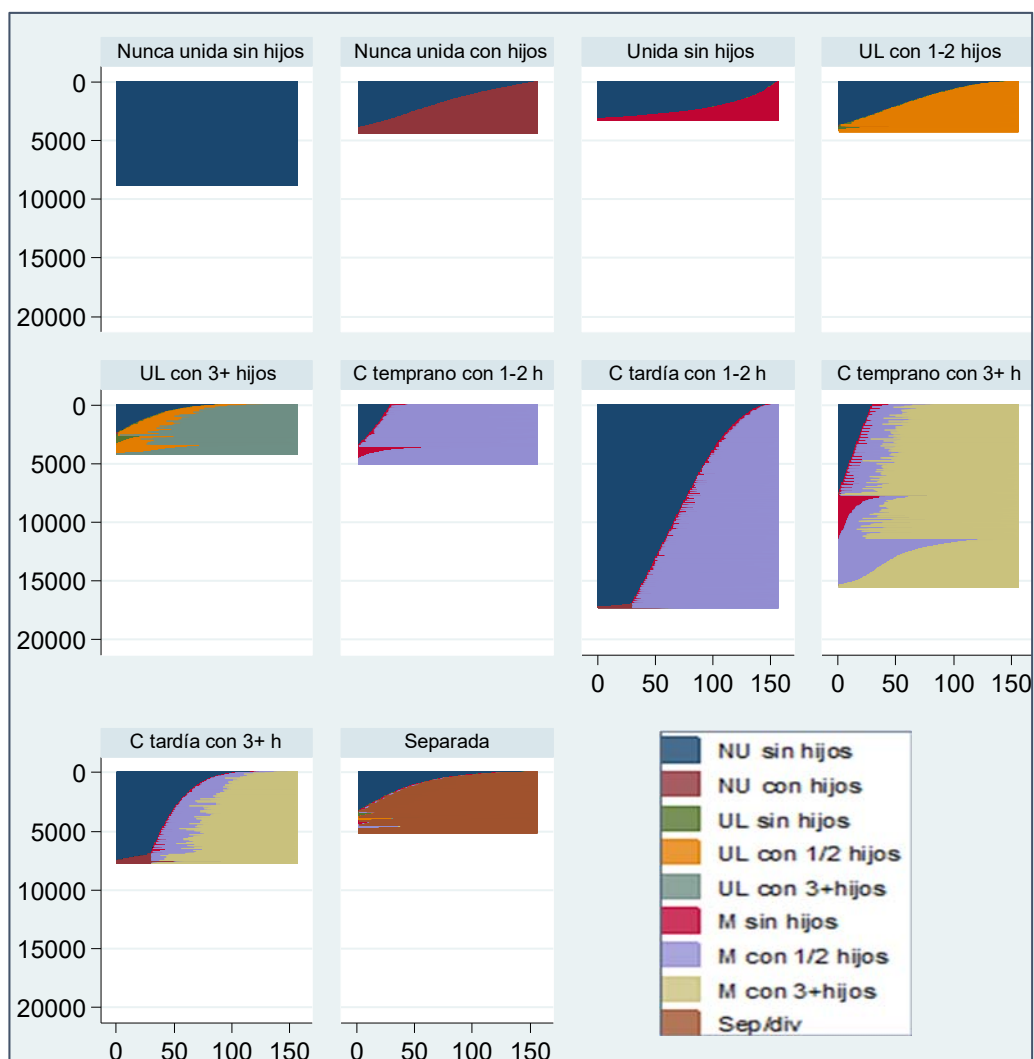 Nunca unida sin hijos
Nunca unida con hijos
Unida sin hijos
UL con 1-2 hijos
0
5000
10000
15000
20000
UL con 3+ hijos
C temprano con 1-2 h
C tardía con 1-2 h
C temprano con 3+ h
0
5000
10000
15000
20000
0 50 100 150
0 50 100 150
C tardía con 3+ h
Separada
0
5000
10000
15000
20000
0 50 100 150
0 50 100 150
NU sin hijos
NU con hijos
UL sin hijos
UL con 1/2 hijos
UL con 3+hijos
M sin hijos
M con 1/2 hijos
M con 3+hijos
Sep/div